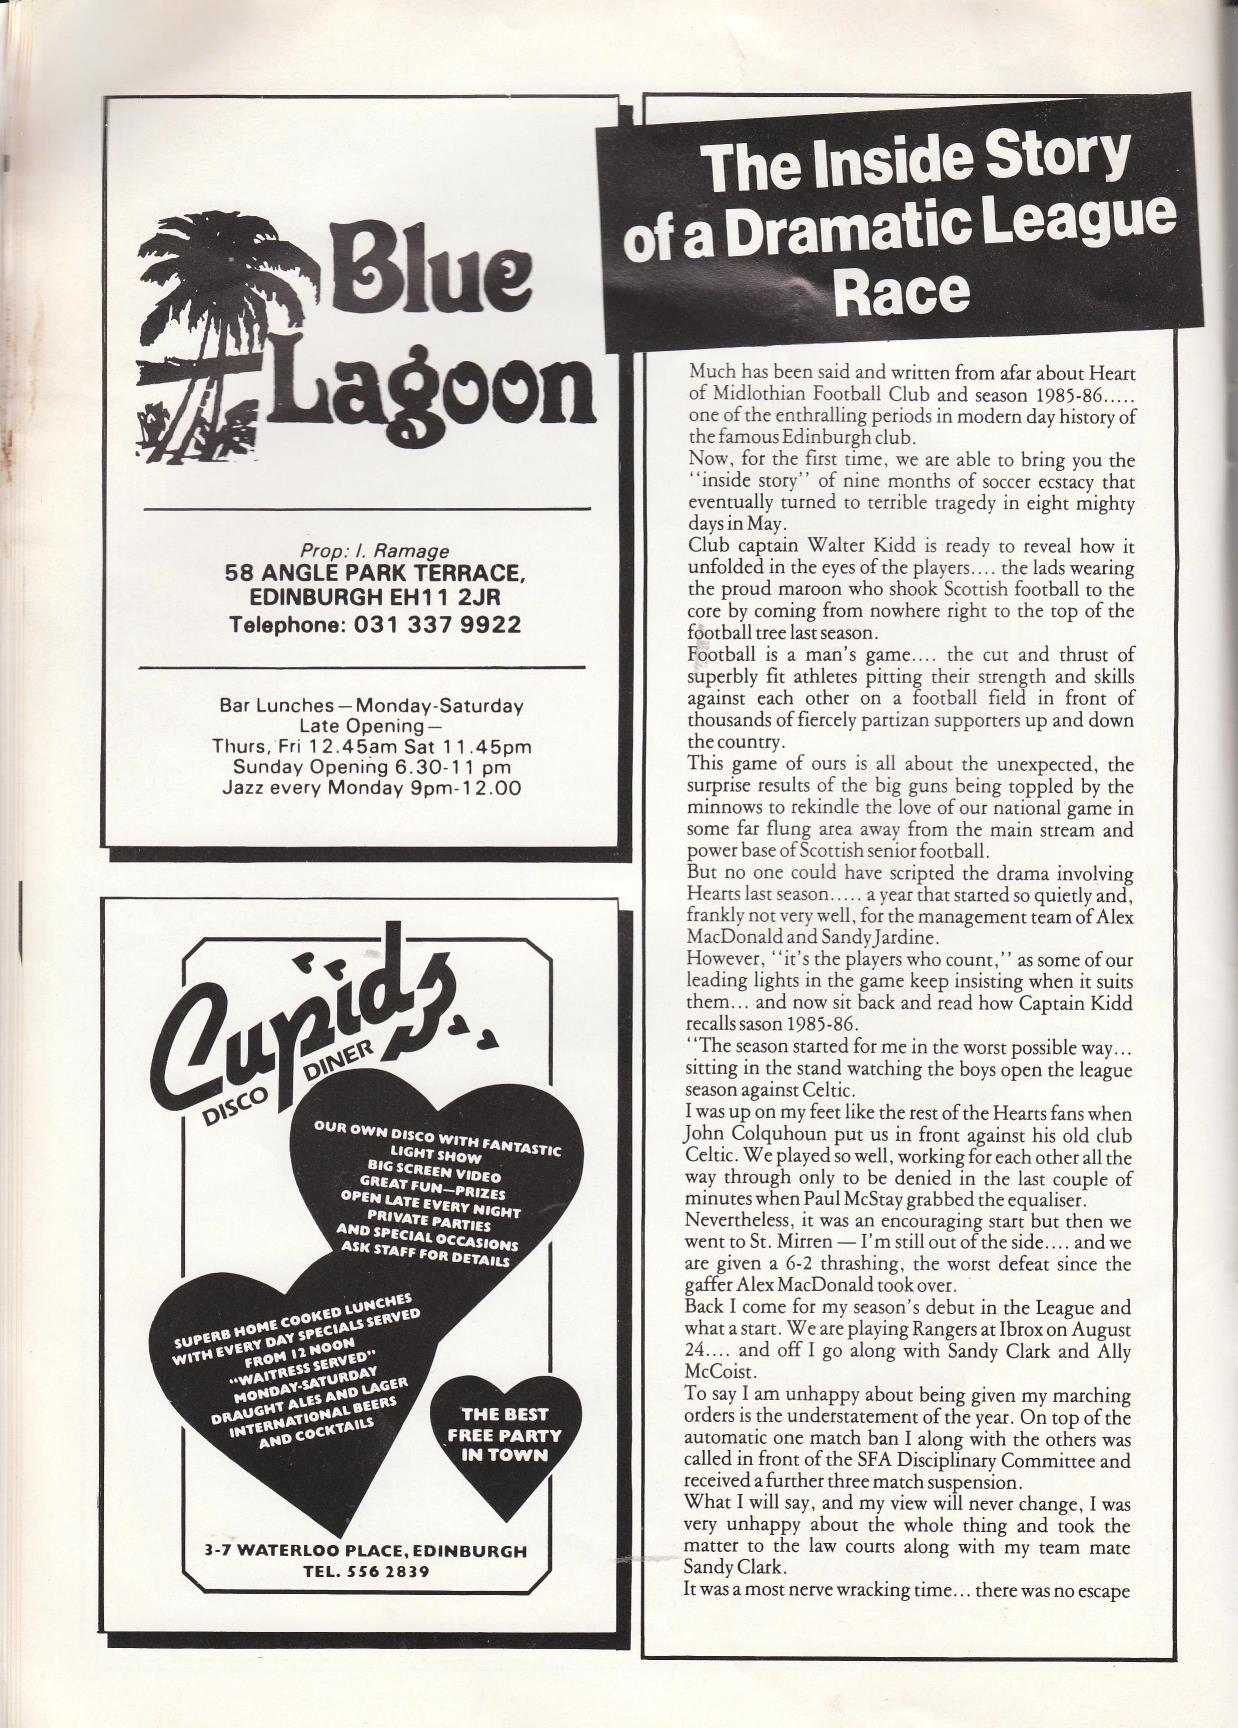 Blue
Lagoon
Prop: I. Ramage
58 ANGLE PARK TERRACE,
EDINBURGH EH11 2JR
Telephone: 031 337 9922
Bar Lunches — Monday-Saturday
Late Opening —
Thurs, Fri 12.45am Sat 11.45pm
Sunday Opening 6.30-11 pm
Jazz every Monday 9pm-12.00
Cupids
DISCO DINER
OUR OWN DISCO WITH FANTASTIC
LIGHT SHOW
BIG SCREEN VIDEO
GREAT FUN—PRIZES
OPEN LATE EVERY NIGHT
PRIVATE PARTIES
AND SPECIAL OCCASIONS
ASK STAFF FOR DETAILS
SUPERB HOME COOKED LUNCHES
WITH EVERY DAY SPECIALS SERVED
FROM 12 NOON
"WAITRESS SERVED"
MONDAY-SATURDAY
DRAUGHT ALES AND LAGER
INTERNATIONAL BEERS
AND COCKTAILS
THE BEST
FREE PARTY
IN TOWN
3-7 WATERLOO PLACE, EDINBURGH
TEL. 556 2839
The Inside Story
of a Dramatic League
Race
Much has been said and written from afar about Heart
of Midlothian Football Club and season 1985-86.....
one of the enthralling periods in modern day history of
the famous Edinburgh club.
Now, for the first time, we are able to bring you the
"inside story" of nine months of soccer ecstacy that
eventually turned to terrible tragedy in eight mighty
days in May.
Club captain Walter Kidd is ready to reveal how it
unfolded in the eyes of the players.... the lads wearing
the proud maroon who shook Scottish football to the
core by coming from nowhere right to the top of the
football tree last season.
Football is a man's game.... the cut and thrust of
superbly fit athletes pitting their strength and skills
against each other on a football field in front of
thousands of fiercely partizan supporters up and down
the country.
This game of ours is all about the unexpected, the
surprise results of the big guns being toppled by the
minnows to rekindle the love of our national game in
some far flung area away from the main stream and
power base of Scottish senior football.
But no one could have scripted the drama involving
Hearts last season..... a year that started so quietly and,
frankly not very well, for the management team of Alex
MacDonald and Sandy Jardine.
However, "it's the players who count," as some of our
leading lights in the game keep insisting when it suits
them... and now sit back and read how Captain Kidd
recalls sason 1985-86.
"The season started for me in the worst possible way...
sitting in the stand watching the boys open the league
season against Celtic.
I was up on my feet like the rest of the Hearts fans when
John Colquhoun put us in front against his old club
Celtic. We played so well, working for each other all the
way through only to be denied in the last couple of
minutes when Paul McStay grabbed the equaliser.
Nevertheless, it was an encouraging start but then we
went to St. Mirren — I'm still out of the side.... and we
are given a 6-2 thrashing, the worst defeat since the
gaffer Alex MacDonald took over.
Back I come for my season's debut in the League and
what a start. We are playing Rangers at Ibrox on August
24.... and off I go along with Sandy Clark and Ally
McCoist.
To say I am unhappy about being given my marching
orders is the understatement of the year. On top of the
automatic one match ban I along with the others was
called in front of the SFA Disciplinary Committee and
received a further three match suspension.
What I will say, and my view will never change, I was
very unhappy about the whole thing and took the
matter to the law courts along with my team mate
Sandy Clark.
It was a most nerve wracking time... there was no escape